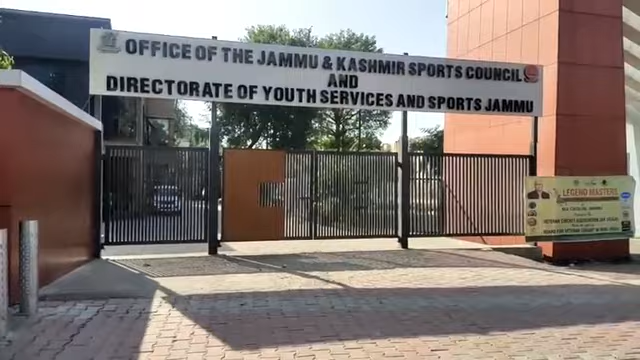 OFFICE OF THE JAMMU & KASHMIR SPORTS COUNCIL
AND
DIRECTORATE OF YOUTH SERVICES AND SPORTS JAMMU
LEGEND MASTERS